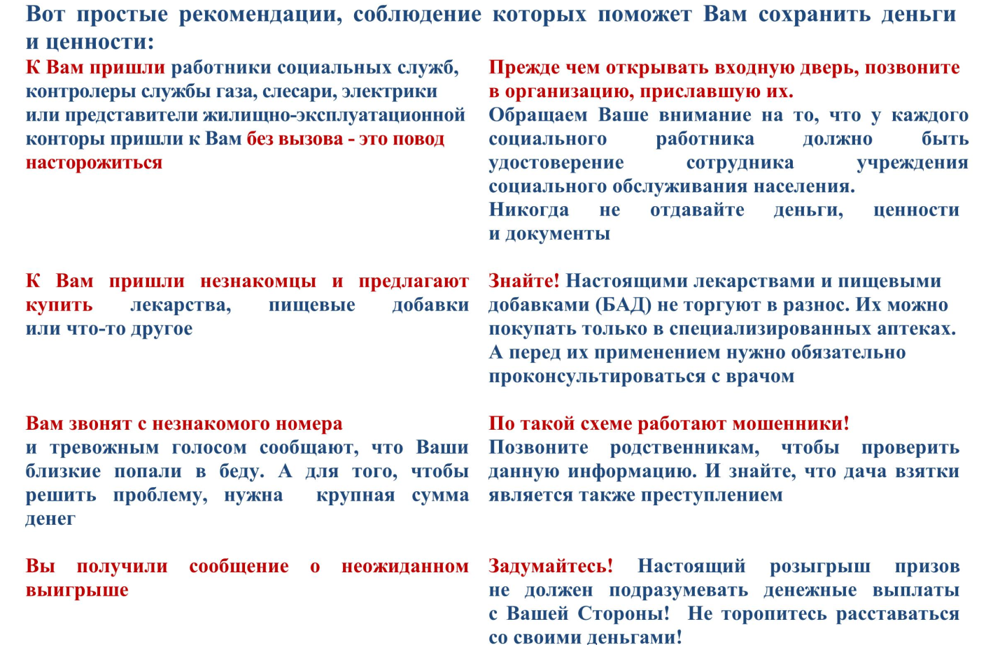 Вот простые рекомендации, соблюдение которых поможет Вам сохранить деньги
и ценности:
К Вам пришли работники социальных служб,
контролеры службы газа, слесари, электрики
или представители жилищно-эксплуатационной
конторы пришли к Вам без вызова - это повод
насторожиться
Прежде чем открывать входную дверь, позвоните
в организацию, приславшую их.
Обращаем Ваше внимание на то, что у каждого
социального работника должно быть
удостоверение сотрудника учреждения
социального обслуживания населения.
Никогда не отдавайте деньги, ценности
и документы
К Вам пришли незнакомцы и предлагают
купить лекарства, пищевые добавки
или что-то другое
Знайте! Настоящими лекарствами и пищевыми
добавками (БАД) не торгуют в разнос. Их можно
покупать только в специализированных аптеках.
А перед их применением нужно обязательно
проконсультироваться с врачом
Вам звонят с незнакомого номера
и тревожным голосом сообщают, что Ваши
близкие попали в беду. А для того, чтобы
решить проблему, нужна крупная сумма
денег
По такой схеме работают мошенники!
Позвоните родственникам, чтобы проверить
данную информацию. И знайте, что дача взятки
является также преступлением
Вы получили сообщение о неожиданном
выигрыше
Задумайтесь! Настоящий розыгрыш призов
не должен подразумевать денежные выплаты
с Вашей Стороны! Не торопитесь расставаться
со своими деньгами!